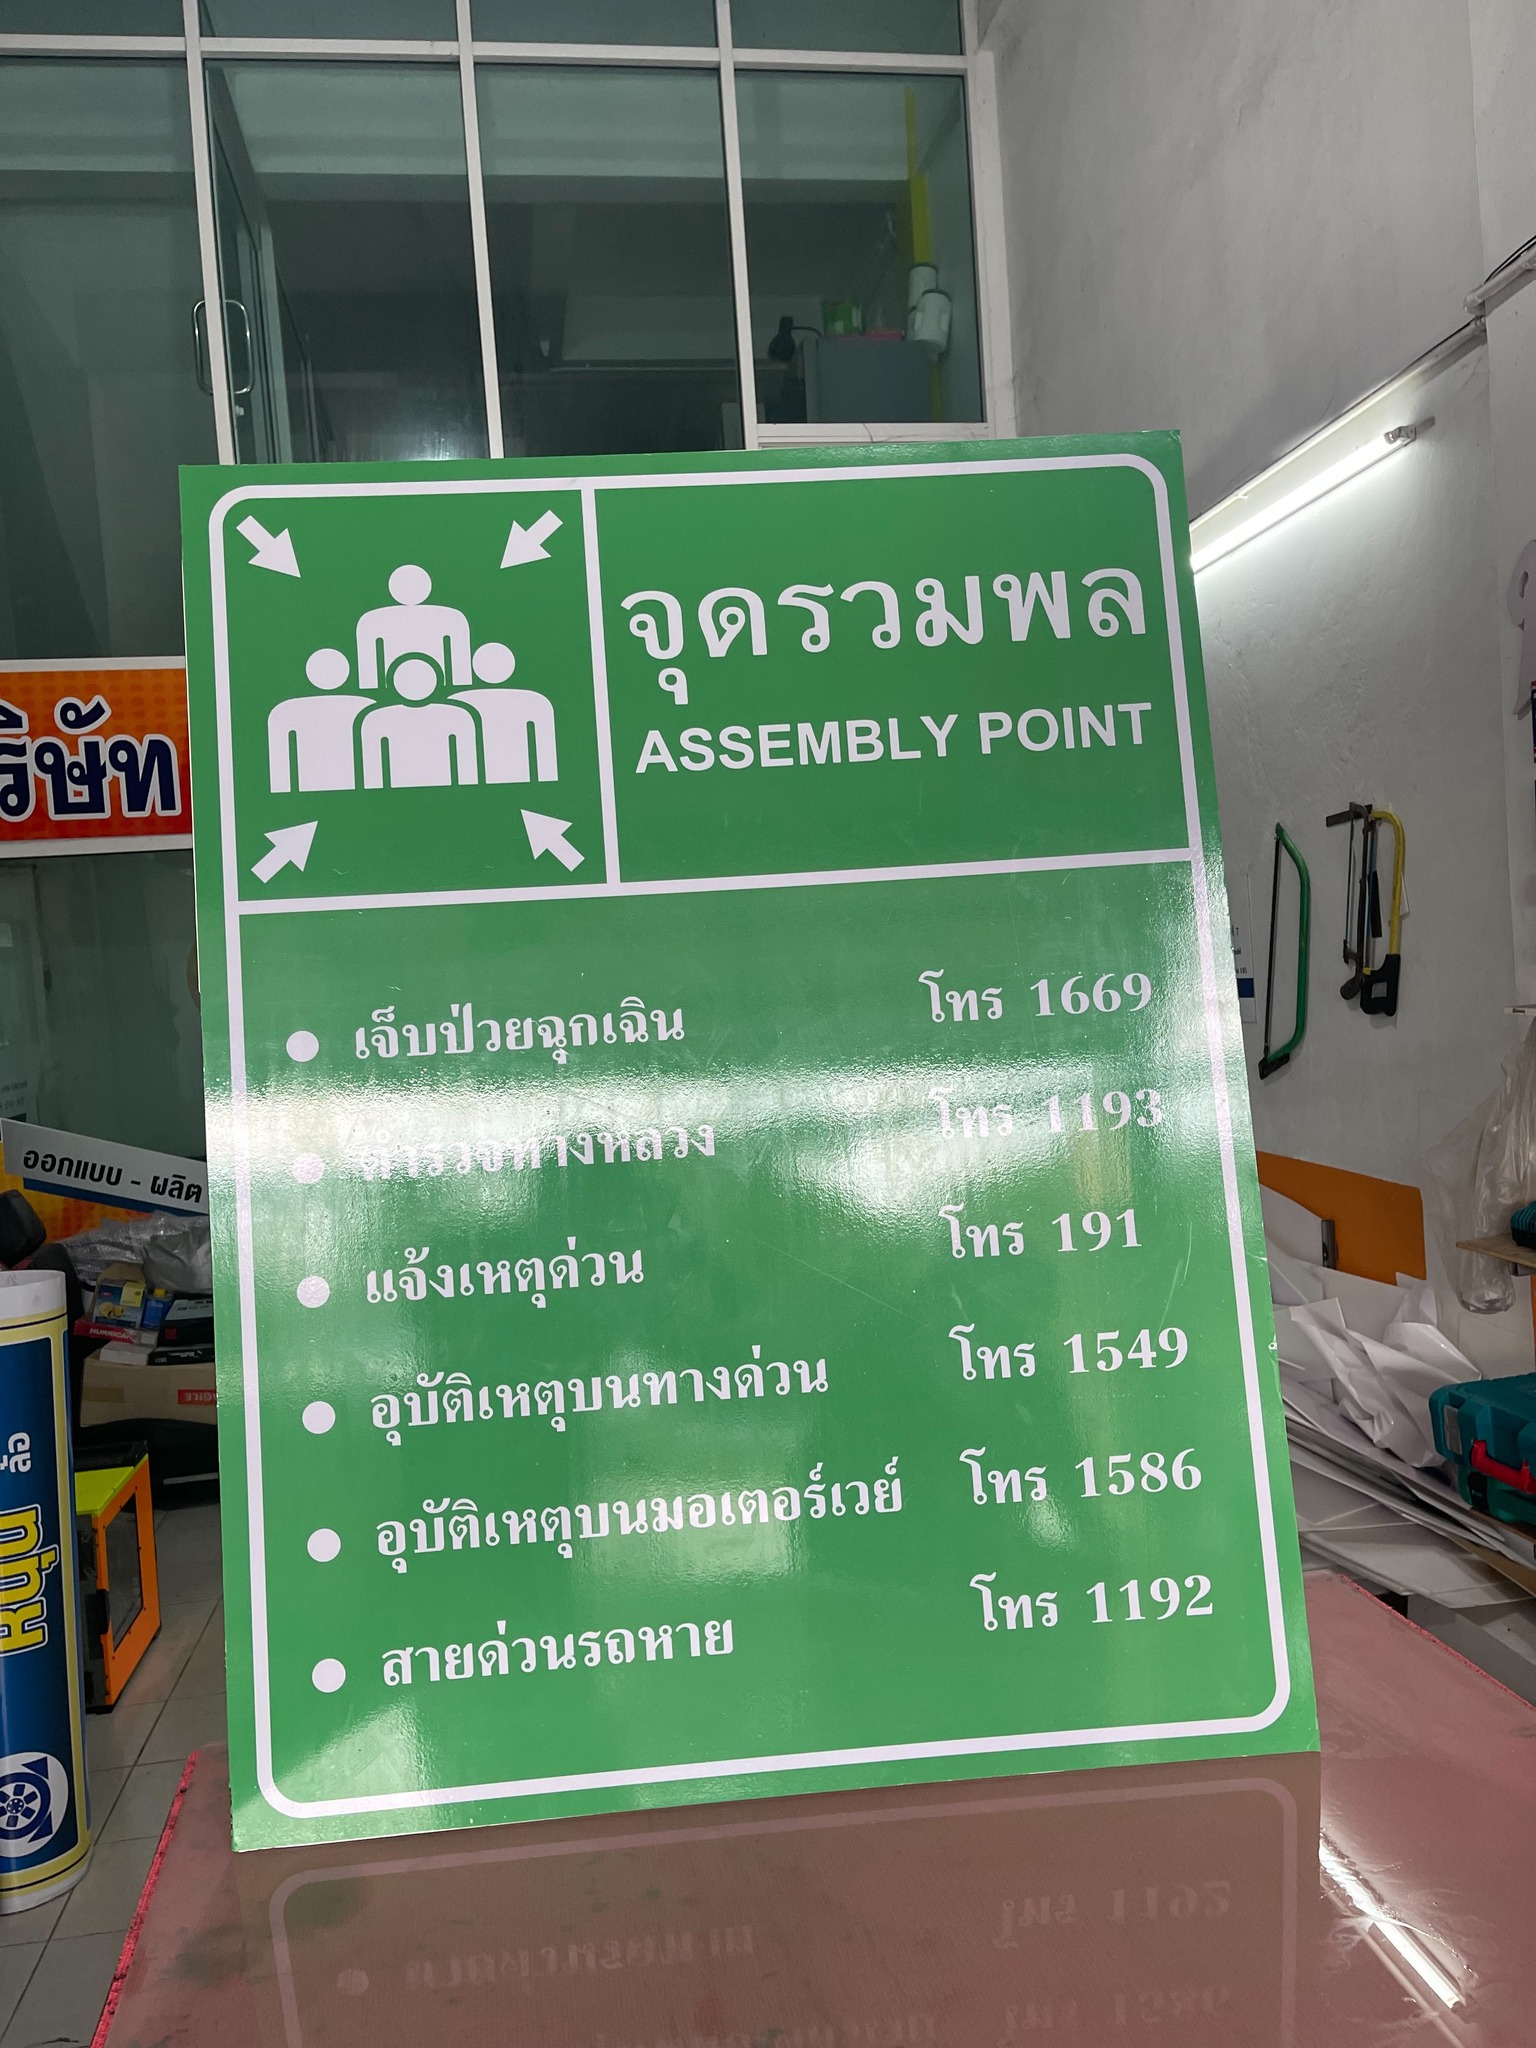 จุดรวมพล
ASSEMBLY POINT
เจ็บป่วยฉุกเฉิน โทร 1669
ตำรวจทางหลวง โทร 1193
แจ้งเหตุด่วน โทร 191
อุบัติเหตุบนทางด่วน โทร 1549
อุบัติเหตุบนมอเตอร์เวย์ โทร 1586
สายด่วนรถหาย โทร 1192
ริษัท
ออกแบบ - ผลิต
HURRICA